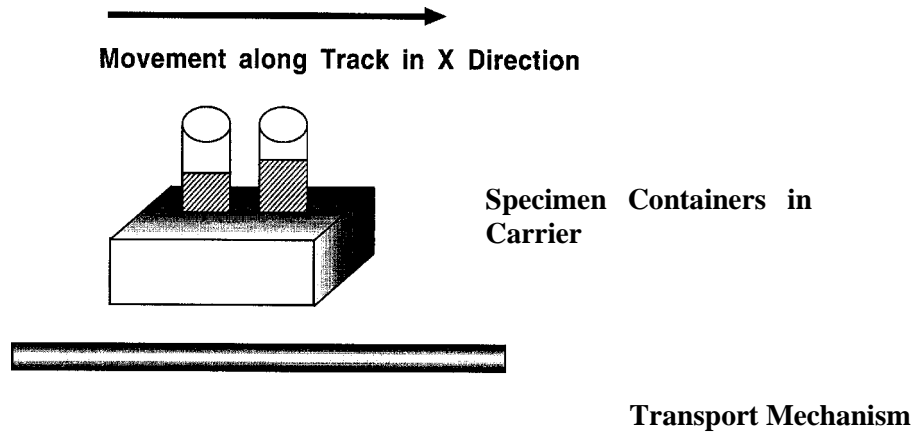 Movement along Track in X Direction
Specimen Containers in
Carrier
Transport Mechanism